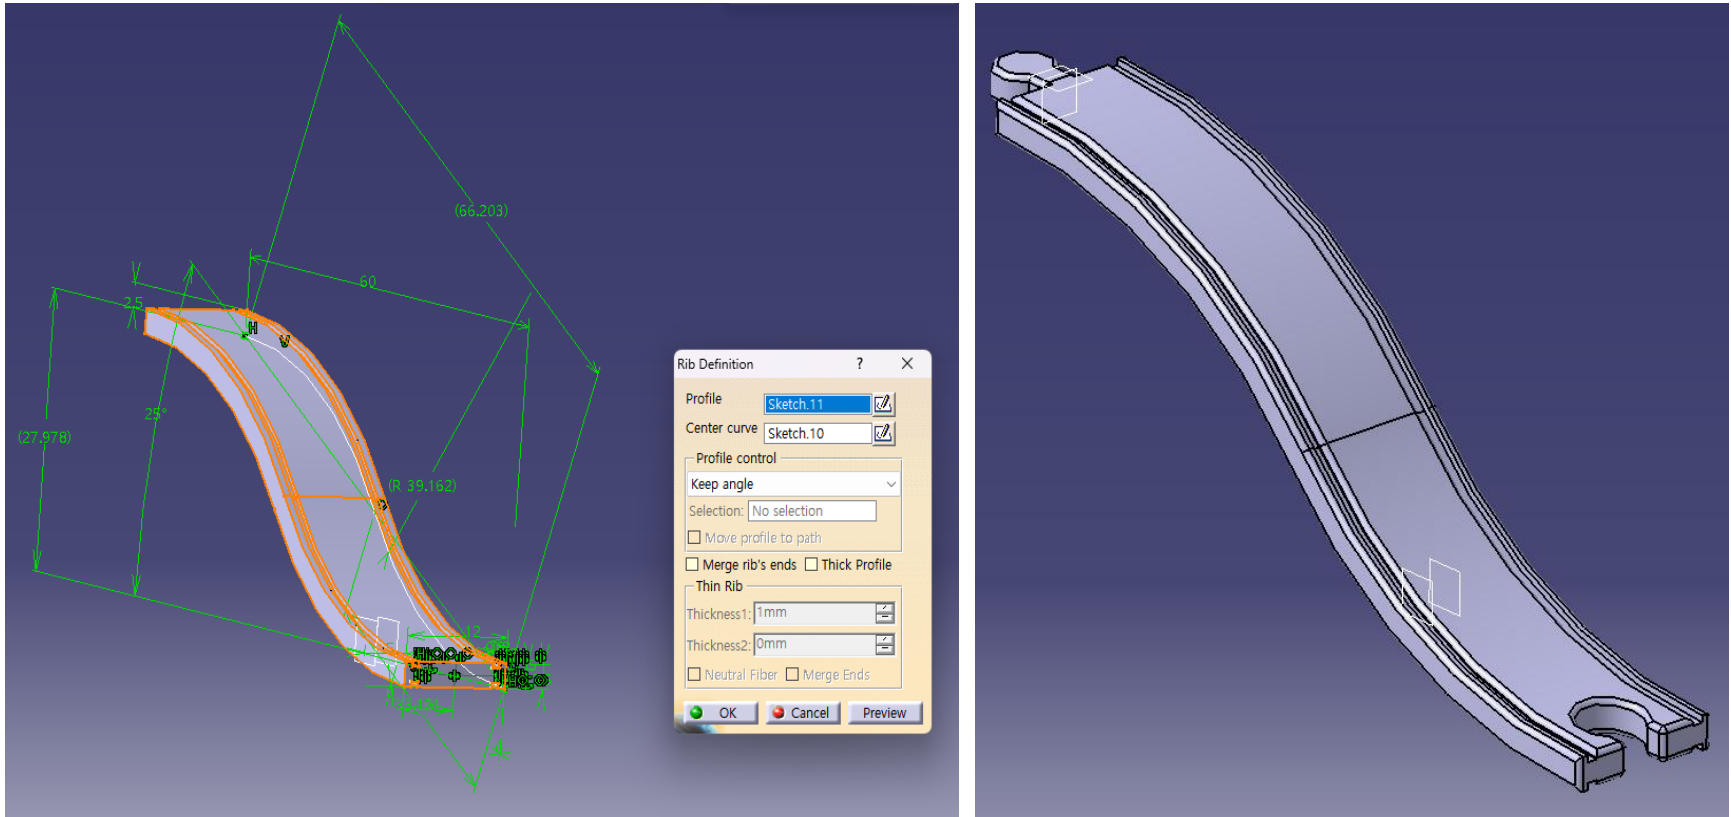 (66.203)
60
2.5
H
V
25°
(27.978)
(R 39.162)
12
Rib Definition
?
Profile
Sketch.11
Center curve
Sketch.10
Profile control
Keep angle
Selection:
No selection
Move profile to path
Merge rib's ends
Thick Profile
Thin Rib
Thickness1:
1mm
Thickness2:
0mm
Neutral Fiber
Merge Ends
OK
Cancel
Preview